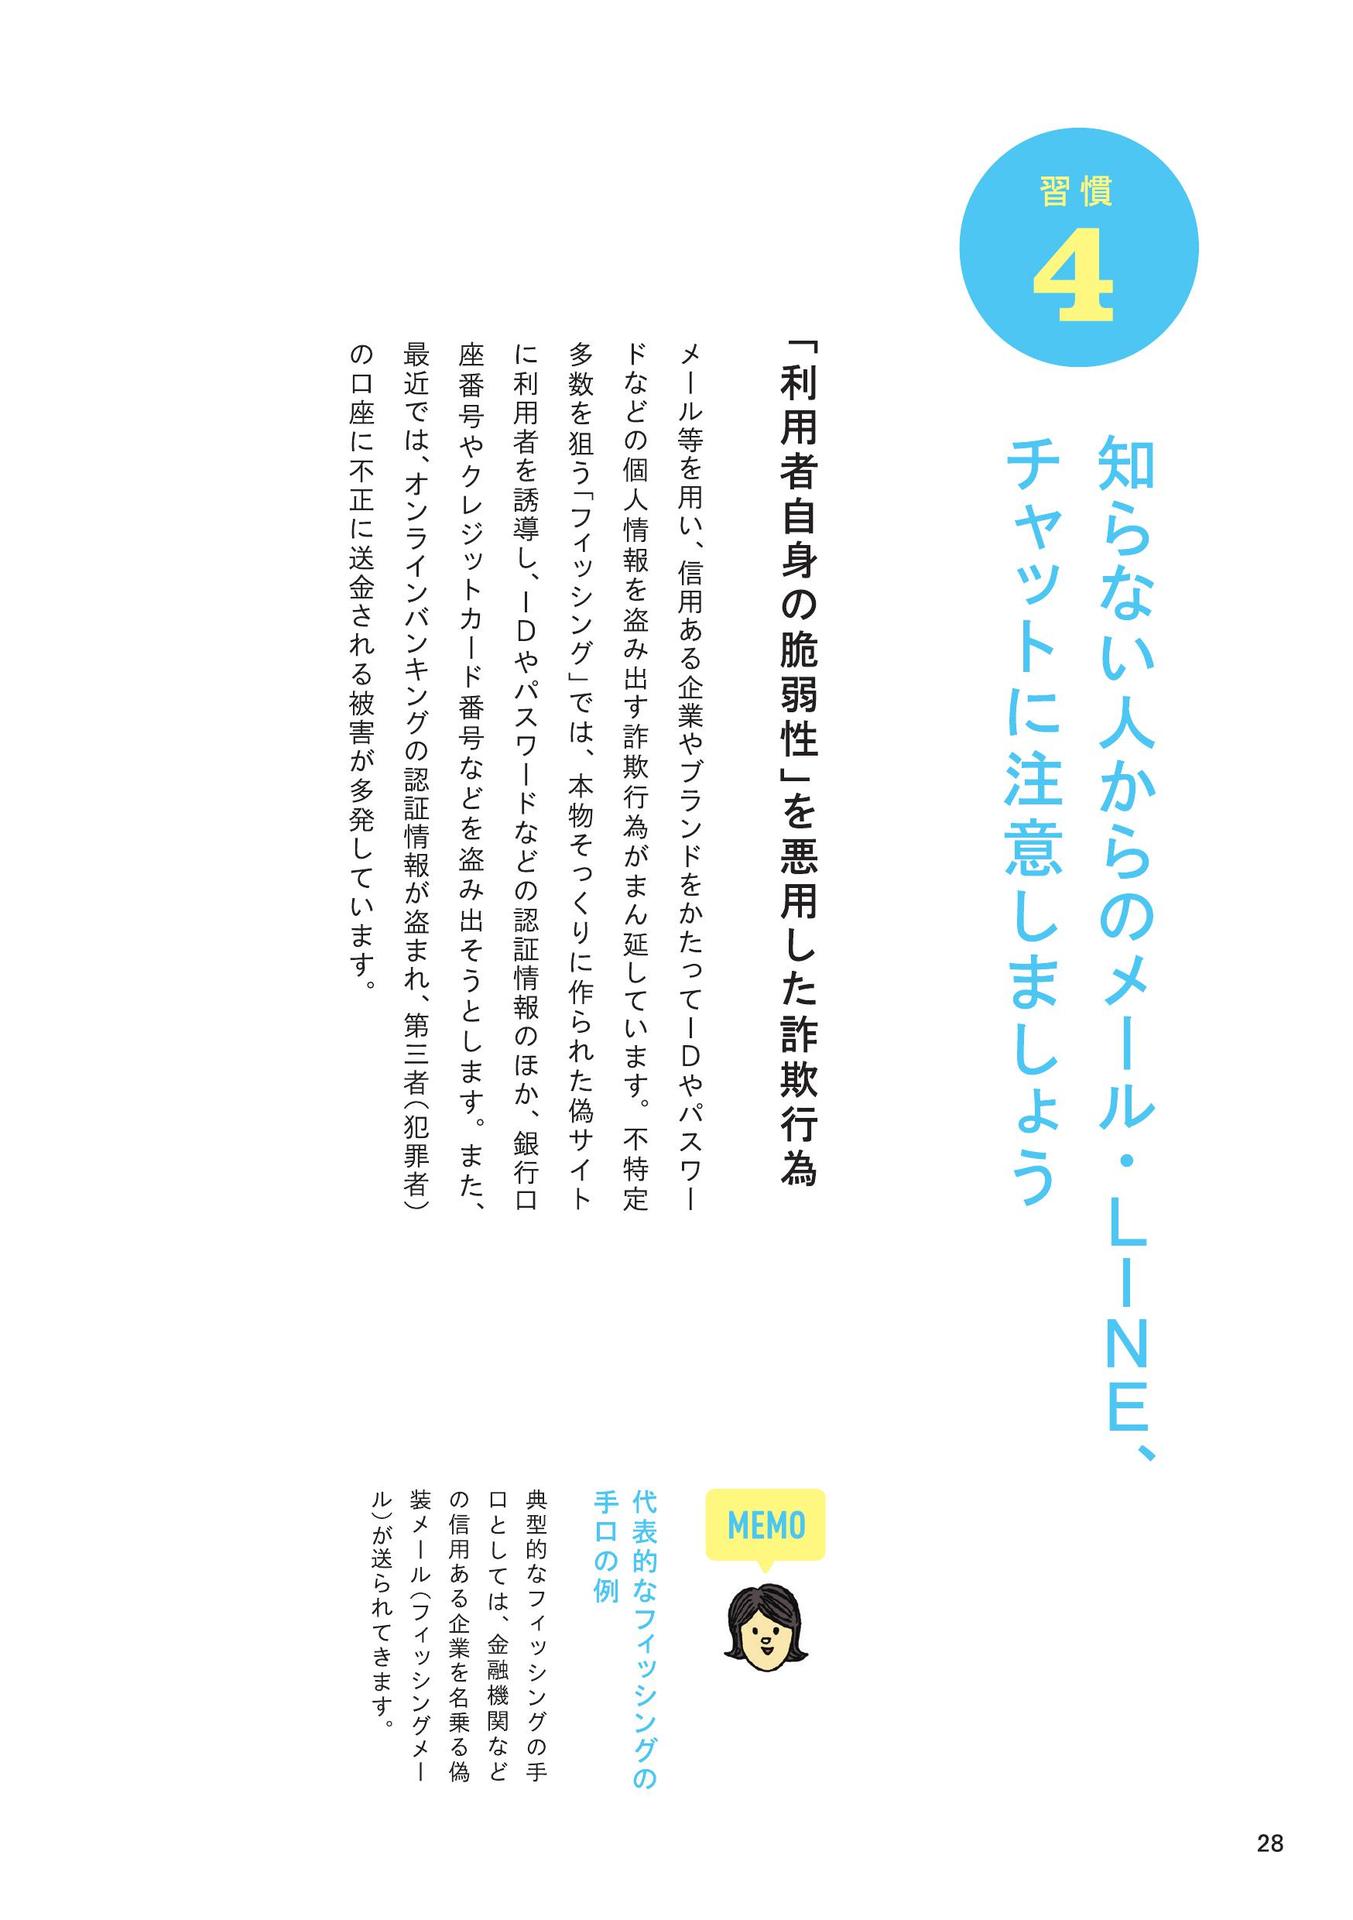 習慣
4
知らない人からのメール・LINE、
チャットに注意しましょう
「利用者自身の脆弱性」を悪用した詐欺行為
メール等を用い、信用ある企業やブランドをかたってIDやパスワー
ドなどの個人情報を盗み出す詐欺行為がまん延しています。不特定
多数を狙う「フィッシング」では、本物そっくりに作られた偽サイト
に利用者を誘導し、IDやパスワードなどの認証情報のほか、銀行口
座番号やクレジットカード番号などを盗み出そうとします。また、
最近では、オンラインバンキングの認証情報が盗まれ、第三者（犯罪者）
の口座に不正に送金される被害が多発しています。
MEMO
代表的なフィッシングの
手口の例
典型的なフィッシングの手
口としては、金融機関など
の信用ある企業を名乗る偽
装メール（フィッシングメー
ル）が送られてきます。
28